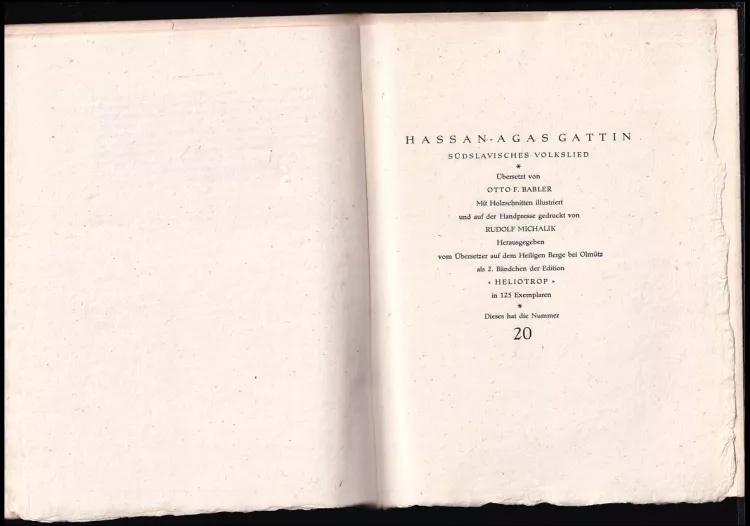 HASSAN-AGAS GATTIN
SÜDSLAVISCHES VOLKSLIED
*
Übersetzt von
OTTO F. BABLER
Mit Holzschnitten illustriert
und auf der Handpresse gedruckt von
RUDOLF MICHALIK
Herausgegeben
vom Übersetzer auf dem Heiligen Berge bei Olmütz
als 2. Bändchen der Edition
« HELIOTROP »
in 125 Exemplaren
*
Dieses hat die Nummer
20